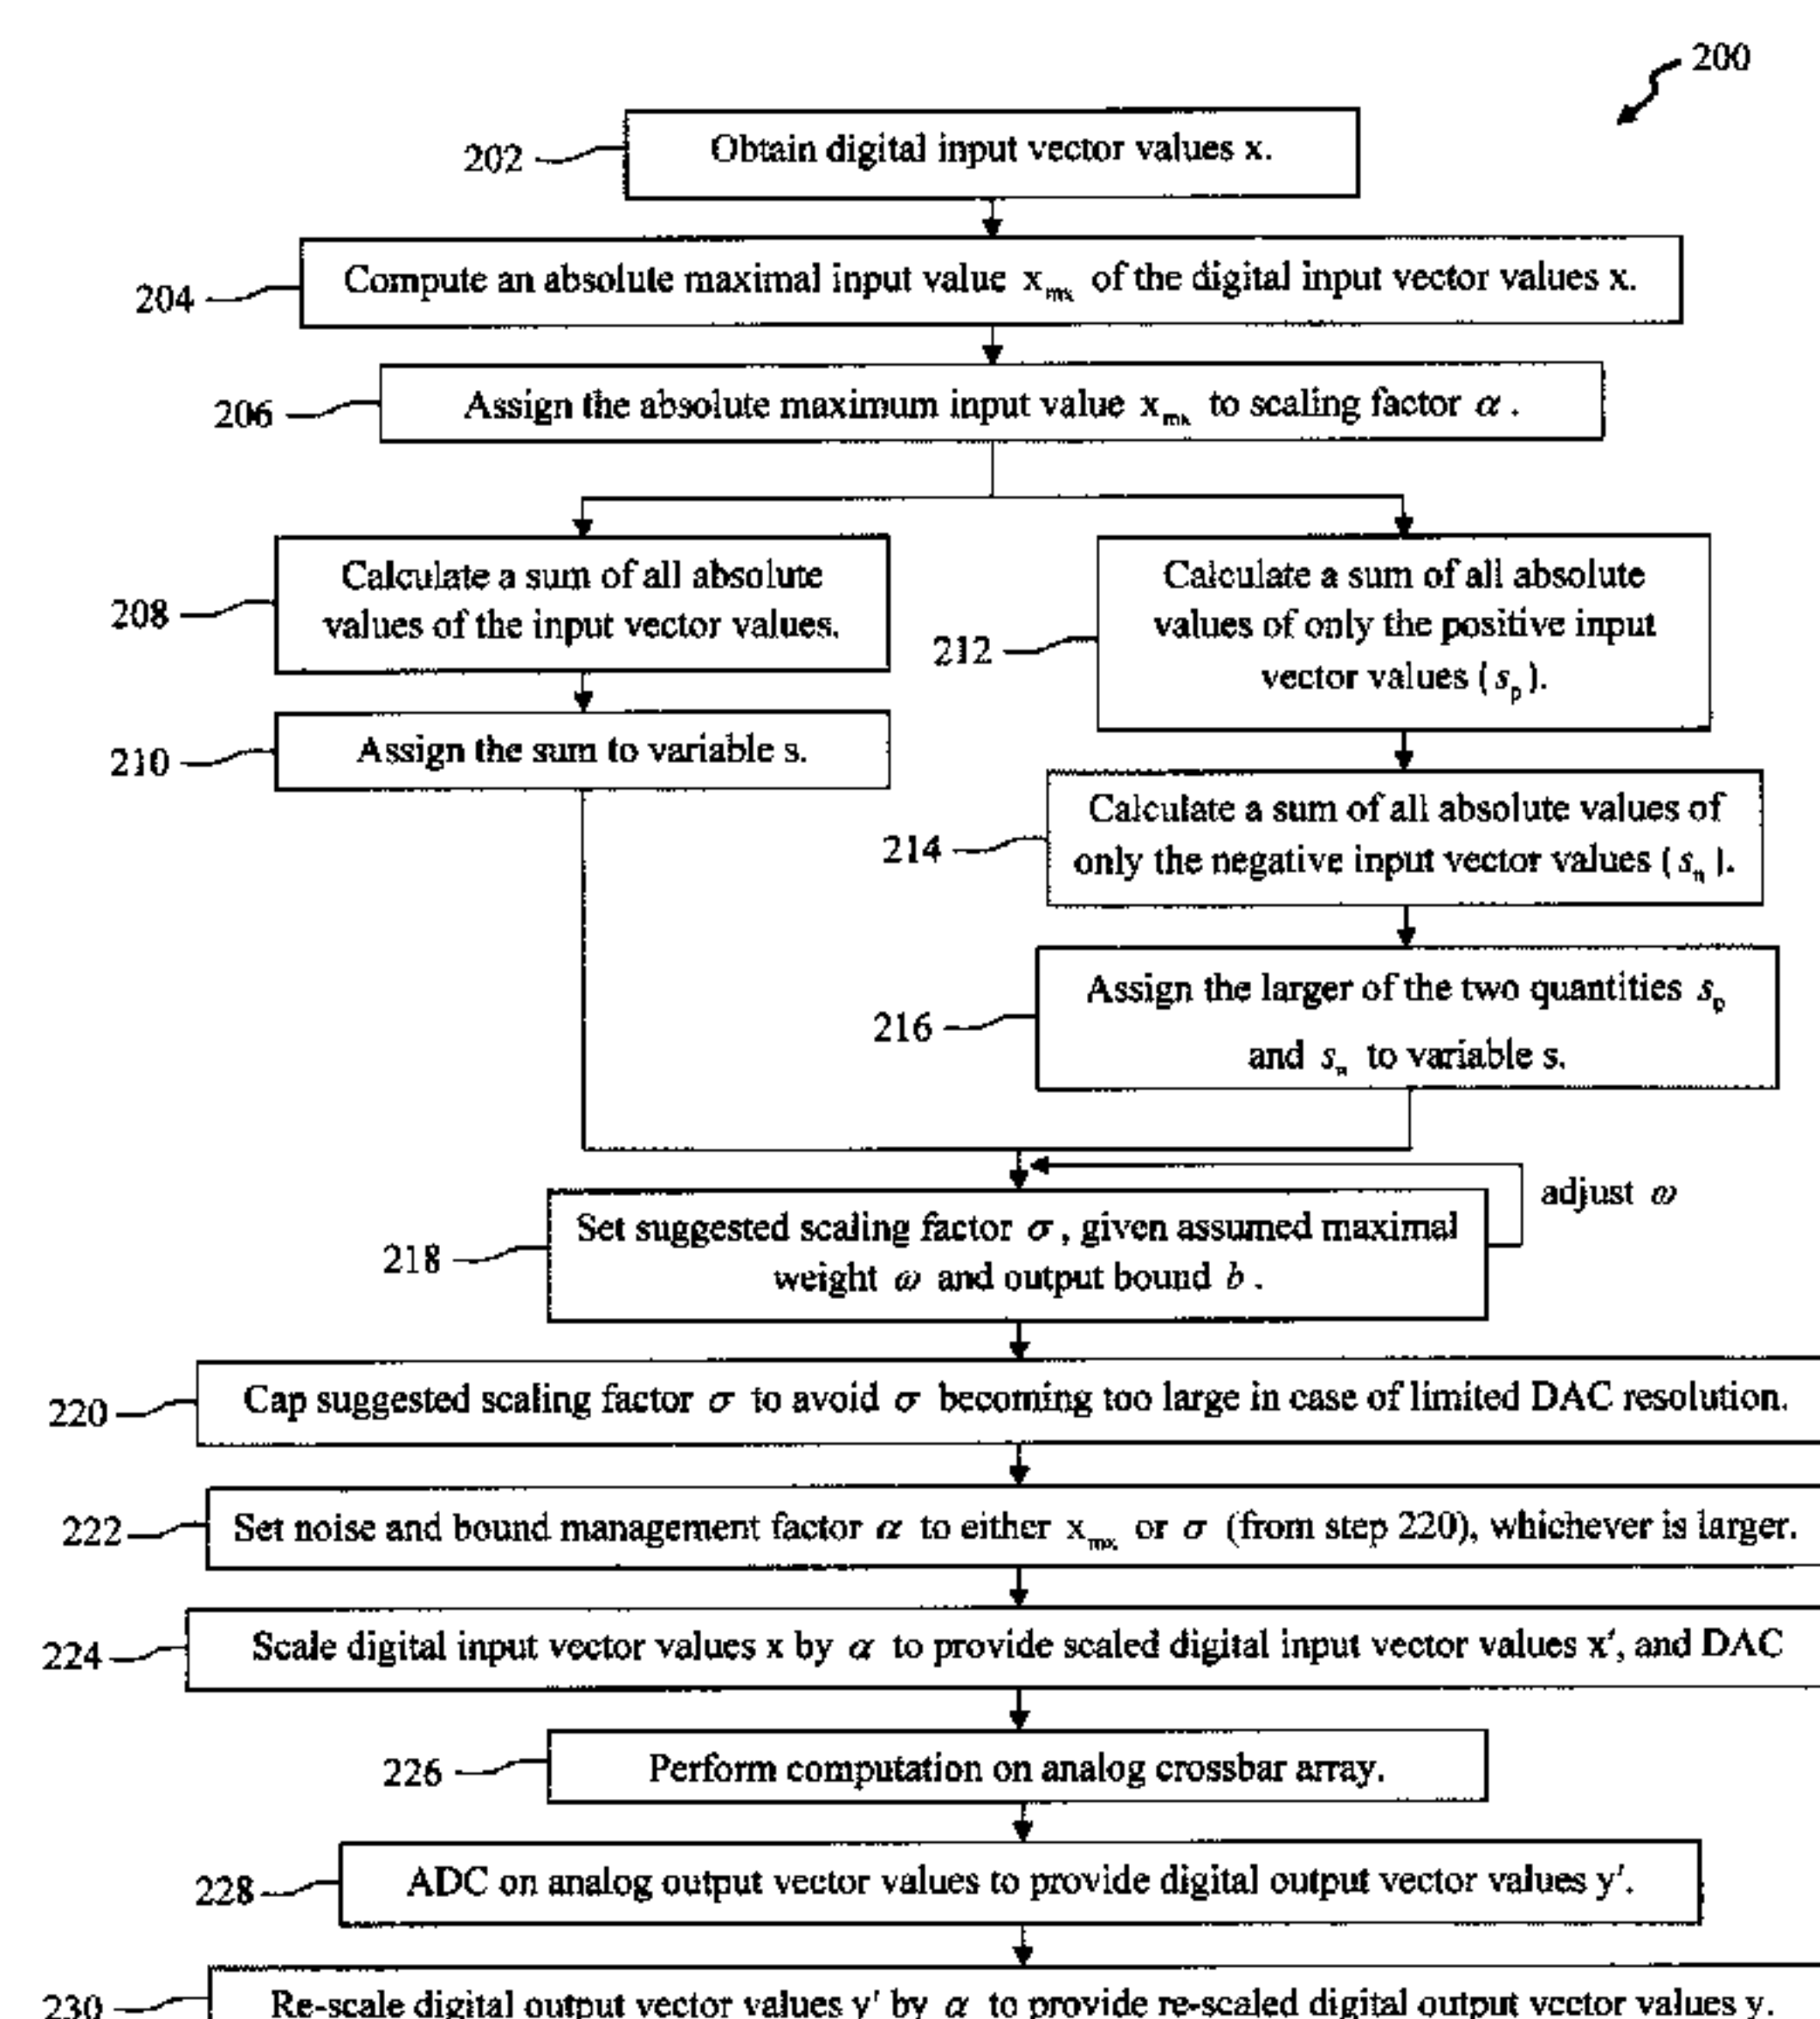 200
202
Obtain digital input vector values x.
204
Compute an absolute maximal input value x_mx of the digital input vector values x.
206
Assign the absolute maximum input value x_mx to scaling factor α.
208
Calculate a sum of all absolute
values of the input vector values.
210
Assign the sum to variable s.
212
Calculate a sum of all absolute
values of only the positive input
vector values (s_p).
214
Calculate a sum of all absolute values of
only the negative input vector values (s_n).
216
Assign the larger of the two quantities s_p
and s_n to variable s.
adjust ω
218
Set suggested scaling factor σ, given assumed maximal
weight ω and output bound b.
220
Cap suggested scaling factor σ to avoid σ becoming too large in case of limited DAC resolution.
222
Set noise and bound management factor α to either x_mx or σ (from step 220), whichever is larger.
224
Scale digital input vector values x by α to provide scaled digital input vector values x′, and DAC
226
Perform computation on analog crossbar array.
228
ADC on analog output vector values to provide digital output vector values y′.
230
Re-scale digital output vector values y′ by α to provide re-scaled digital output vector values y.